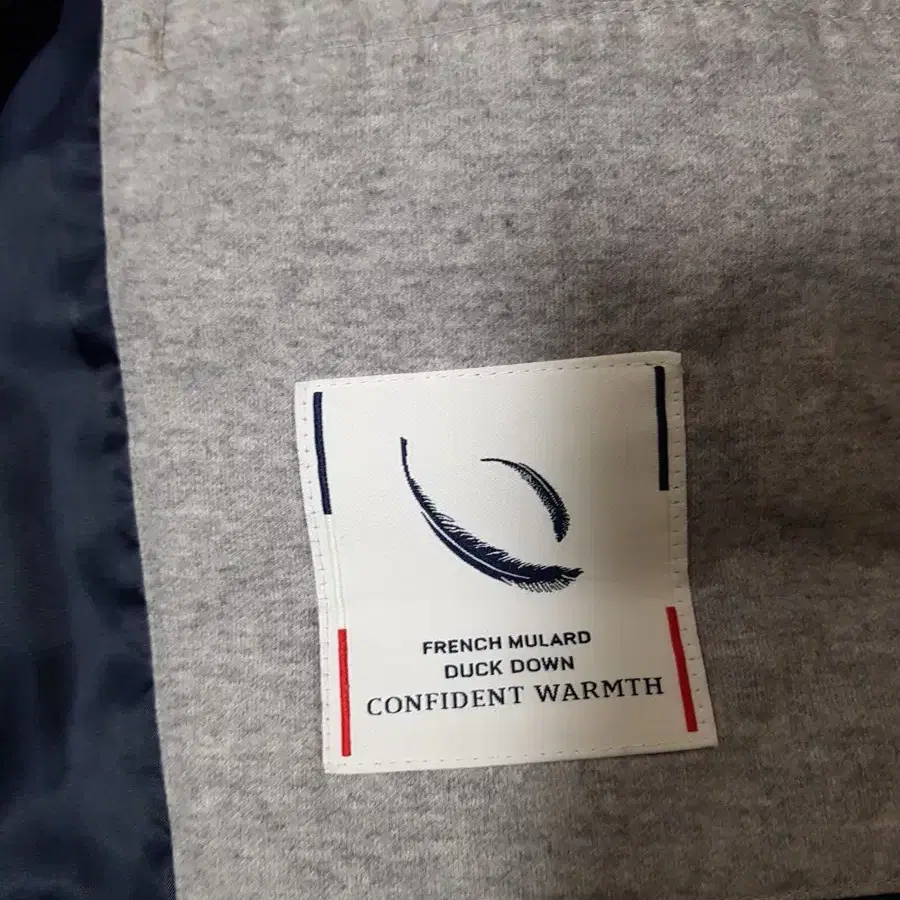 FRENCH MULARD
DUCK DOWN
CONFIDENT WARMTH